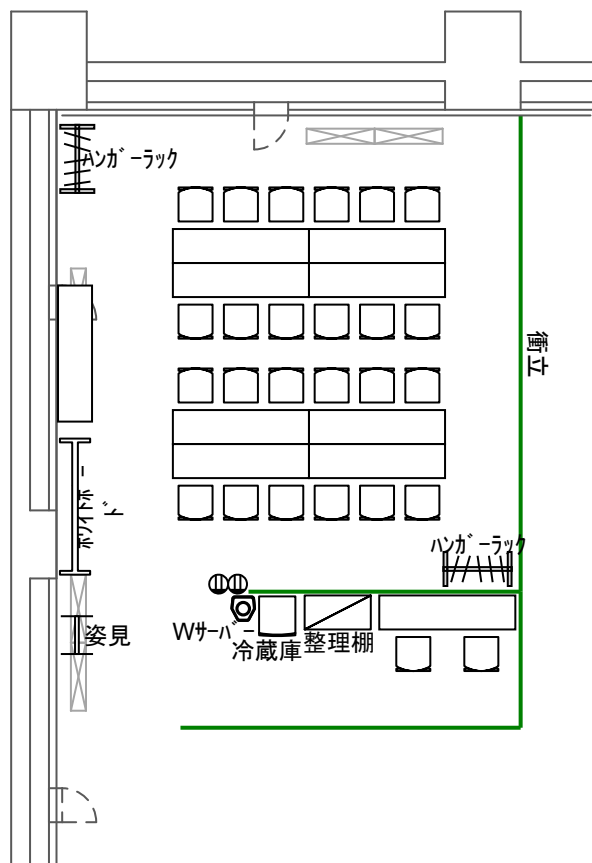 ハンガーラック
衝立
ホワイトボード
ハンガーラック
Wサーバー
冷蔵庫
整理棚
姿見